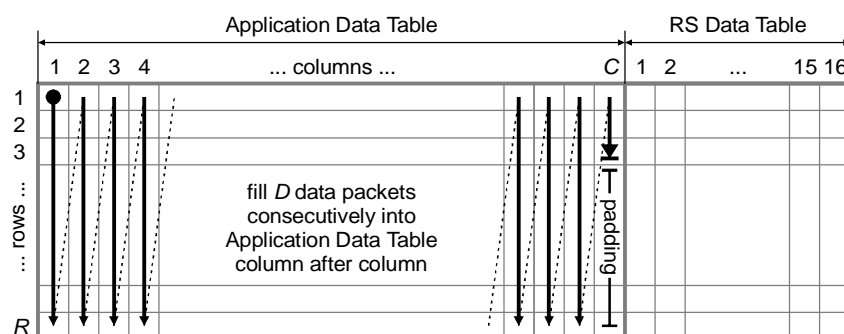 Application Data Table
RS Data Table
1 2 3 4 ... columns ... C 1 2 ... 15 16
1
2
3
... rows ...
R
fill D data packets
consecutively into
Application Data Table
column after column
padding